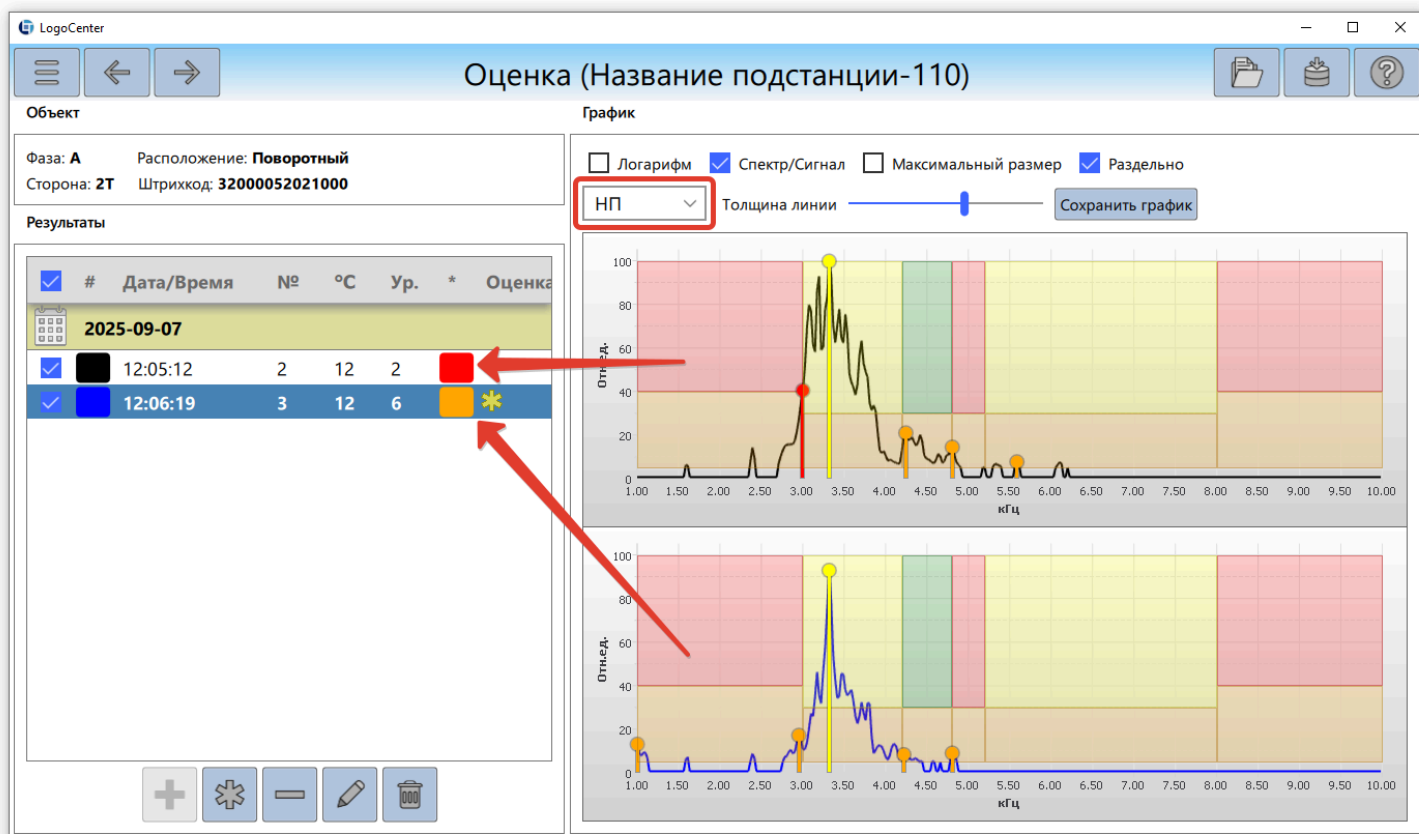 LogoCenter
Оценка (Название подстанции-110)
Объект
Фаза: А Расположение: Поворотный
Сторона: 2Т Штрихкод: 32000052021000
Результаты
# Дата/Время № °C Ур. * Оценка
2025-09-07
12:05:12 2 12 2
12:06:19 3 12 6
График
Логарифм Спектр/Сигнал Максимальный размер Раздельно
НП Толщина линии Сохранить график
100
80
60
40
20
0
Отн.ед.
1.00 1.50 2.00 2.50 3.00 3.50 4.00 4.50 5.00 5.50 6.00 6.50 7.00 7.50 8.00 8.50 9.00 9.50 10.00
кГц
100
80
60
40
20
0
Отн.ед.
1.00 1.50 2.00 2.50 3.00 3.50 4.00 4.50 5.00 5.50 6.00 6.50 7.00 7.50 8.00 8.50 9.00 9.50 10.00
кГц